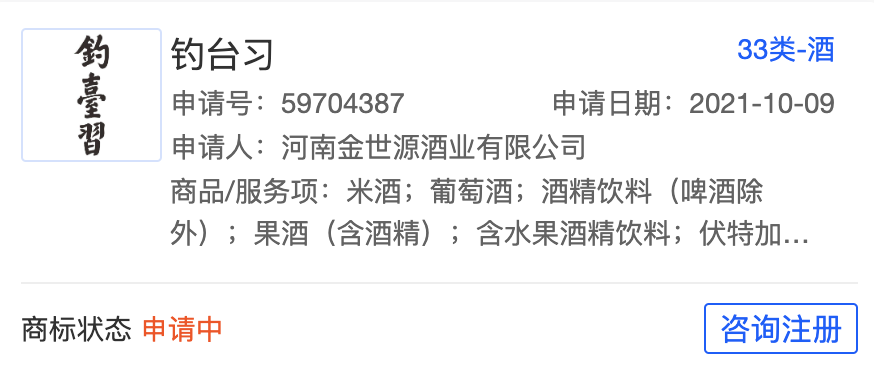 釣
臺
習
钓台习
33类-酒
申请号：59704387
申请日期：2021-10-09
申请人：河南金世源酒业有限公司
商品/服务项：米酒；葡萄酒；酒精饮料（啤酒除
外）；果酒（含酒精）；含水果酒精饮料；伏特加...
商标状态 申请中
咨询注册